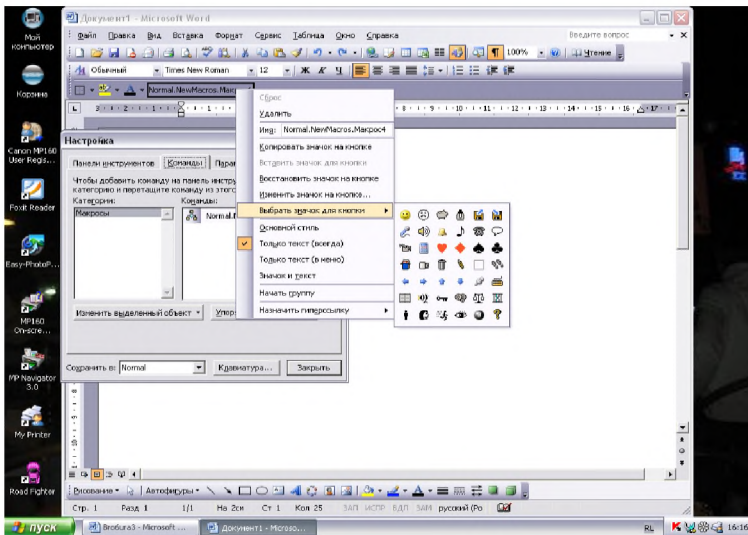 Документ1 - Microsoft Word
Файл Правка Вид Вставка Формат Сервис Таблица Окно Справка
Введите вопрос
100%
Чтение
Обычный
Times New Roman
12
Ж К Ч
Normal.NewMacros.Мак
Настройка
Панели инструментов
Команды
Чтобы добавить команду на панель инстру
категорию и перетащите команду из этого
Категории:
Команды:
Макросы
Изменить выделенный объект
Сохранить в: Normal
Клавиатура...
Закрыть
Сброс
Удалить
Имя: Normal.NewMacros.Макрос4
Копировать значок на кнопке
Вставить значок для кнопки
Восстановить значок на кнопке
Изменить значок на кнопке...
Выбрать значок для кнопки
Основной стиль
Только текст (всегда)
Только текст (в меню)
Значок и текст
Начать группу
Назначить гиперссылку
Мой компьютер
Корзина
Canon MP160
User Regis...
Foxit Reader
Easy-PhotoP...
MP160
On-scre...
MP Navigator
3.0
My Printer
Road Fighter
Рисование
Автофигуры
Стр. 1 Разд 1 1/1 На 2см Ст 1 Кол 25 ЗАП ИСПР ВДЛ ЗАМ русский (Ро
пуск
Brobura3 - Microsoft ...
Документ1 - Microso...
RL
16:16